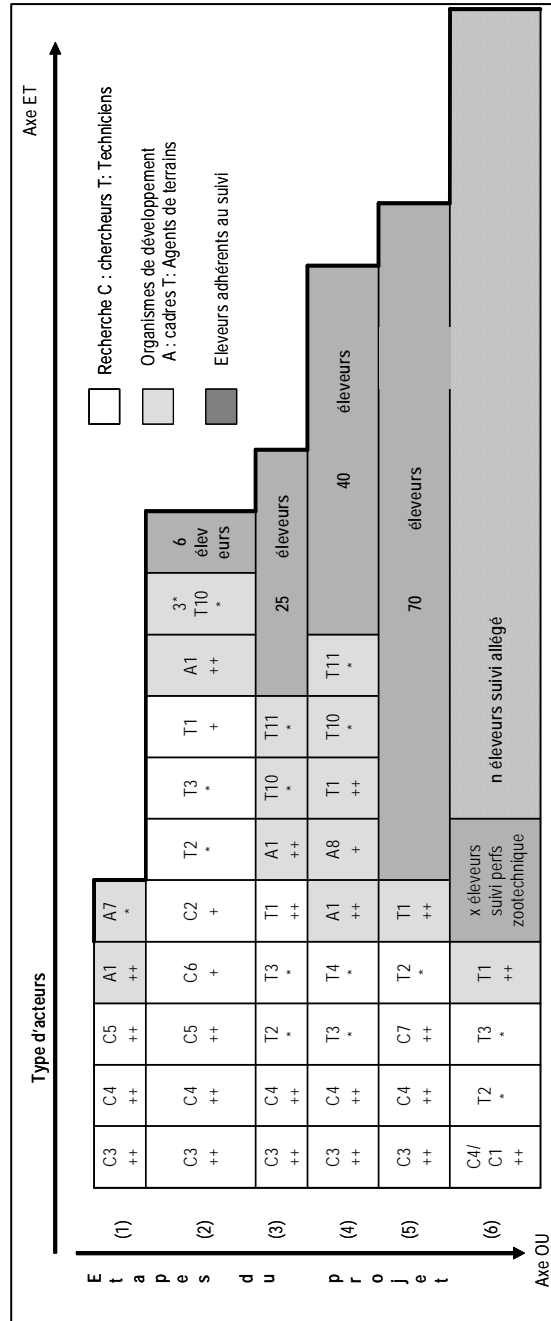 Axe ET
Type d'acteurs
Recherche C : chercheurs T: Techniciens
Organismes de développement
A : cadres T: Agents de terrains
Eleveurs adhérents au suivi
E t a p e s d u p r o j e t
Axe OU
(1)
C3 ++
C4 ++
C5 ++
A1 ++
A7 *
(2)
C3 ++
C4 ++
C5 ++
C6 +
C2 +
T2 *
T3 *
T1 +
A1 ++
3* T10 *
6 élev eurs
(3)
C3 ++
C4 ++
T2 *
T3 *
T1 ++
A1 ++
T10 *
T11 *
25 éleveurs
(4)
C3 ++
C4 ++
T3 *
T4 *
A1 ++
A8 +
T1 ++
T10 *
T11 *
40 éleveurs
(5)
C3 ++
C4 ++
C7 ++
T2 *
T1 ++
70 éleveurs
(6)
C4/ C1 ++
T2 *
T3 *
T1 ++
x éleveurs
suivi perfs
zootechnique
n éleveurs suivi allégé